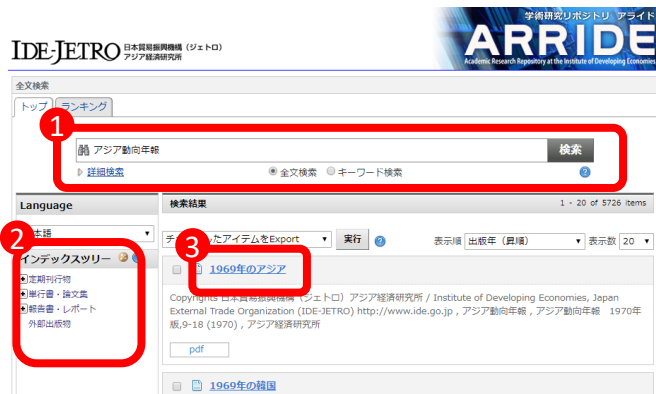 学術研究リポジトリ アライド
IDE-JETRO 日本貿易振興機構（ジェトロ）
アジア経済研究所
ARRIDE
Academic Research Repository at the Institute of Developing Economies
全文検索
トップ ランキング
1
アジア動向年報 検索
詳細検索 全文検索 キーワード検索 ?
Language 検索結果 1 - 20 of 5726 items
2 本語 3 したアイテムをExport 実行 ? 表示順 出版年（昇順） 表示数 20
インデックスツリー
1969年のアジア
定期刊行物
単行書・論文集
報告書・レポート
外部出版物
Copyrights 日本貿易振興機構（ジェトロ）アジア経済研究所 / Institute of Developing Economies, Japan
External Trade Organization (IDE-JETRO) http://www.ide.go.jp , アジア動向年報 , アジア動向年報 1970年
版,9-18 (1970) , アジア経済研究所
pdf
1969年の韓国